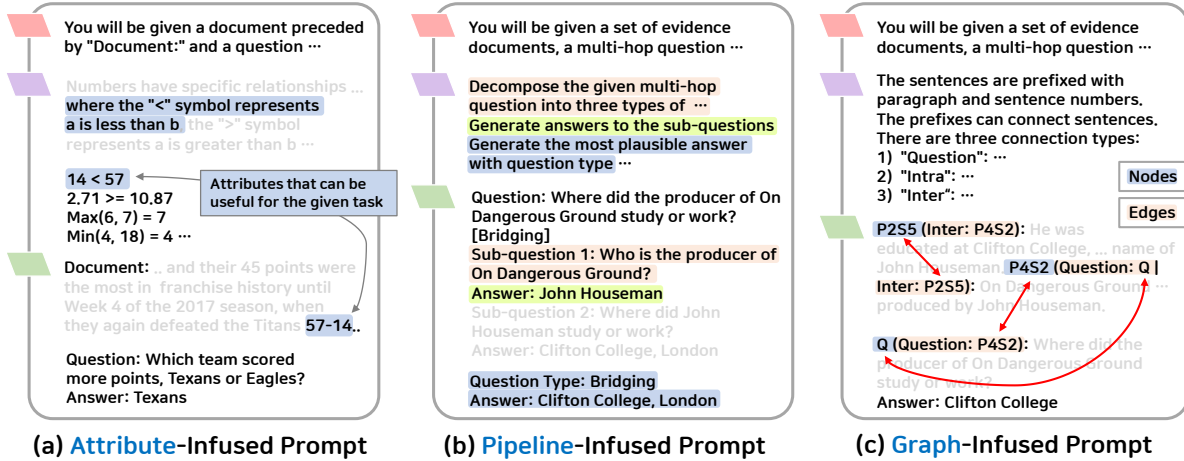 You will be given a document preceded
by "Document:" and a question ⋯
Numbers have specific relationships ...
where the "<" symbol represents
a is less than b, the ">" symbol
represents a is greater than b ⋯
14 < 57
2.71 >= 10.87
Max(6, 7) = 7
Min(4, 18) = 4 ⋯
Attributes that can be
useful for the given task
Document: .. and their 45 points were
the most in franchise history until
Week 4 of the 2017 season, when
they again defeated the Titans 57-14..
Question: Which team scored
more points, Texans or Eagles?
Answer: Texans
(a) Attribute-Infused Prompt
You will be given a set of evidence
documents, a multi-hop question ⋯
Decompose the given multi-hop
question into three types of ⋯
Generate answers to the sub-questions
Generate the most plausible answer
with question type ⋯
Question: Where did the producer of On
Dangerous Ground study or work?
[Bridging]
Sub-question 1: Who is the producer of
On Dangerous Ground?
Answer: John Houseman
Sub-question 2: Where did John
Houseman study or work?
Answer: Clifton College, London
Question Type: Bridging
Answer: Clifton College, London
(b) Pipeline-Infused Prompt
You will be given a set of evidence
documents, a multi-hop question ⋯
The sentences are prefixed with
paragraph and sentence numbers.
The prefixes can connect sentences.
There are three connection types:
1) "Question": ⋯
2) "Intra": ⋯
3) "Inter": ⋯
Nodes
Edges
P2S5 (Inter: P4S2): He was
educated at Clifton College, ... name of
John Houseman. P4S2 (Question: Q |
Inter: P2S5): On Dangerous Ground ⋯
produced by John Houseman.
Q (Question: P4S2): Where did the
producer of On Dangerous Ground
study or work?
Answer: Clifton College
(c) Graph-Infused Prompt